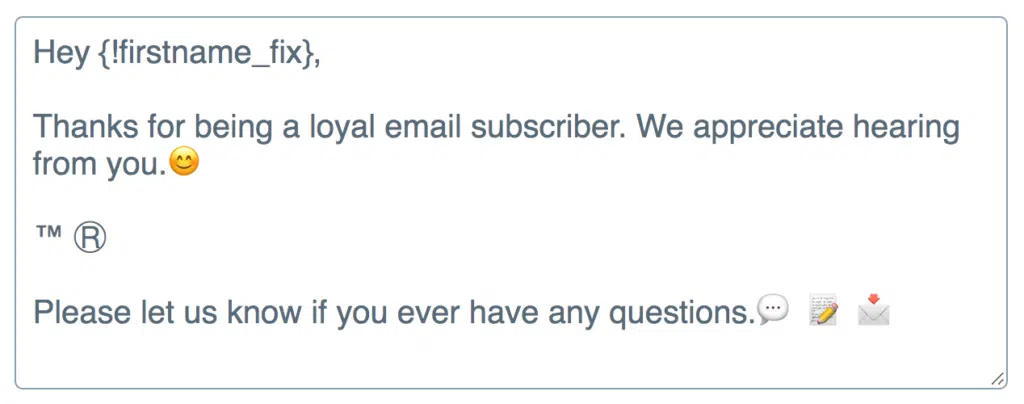 Hey {!firstname_fix},
Thanks for being a loyal email subscriber. We appreciate hearing
from you.😊
™ Ⓡ
Please let us know if you ever have any questions.💬 📝 📩